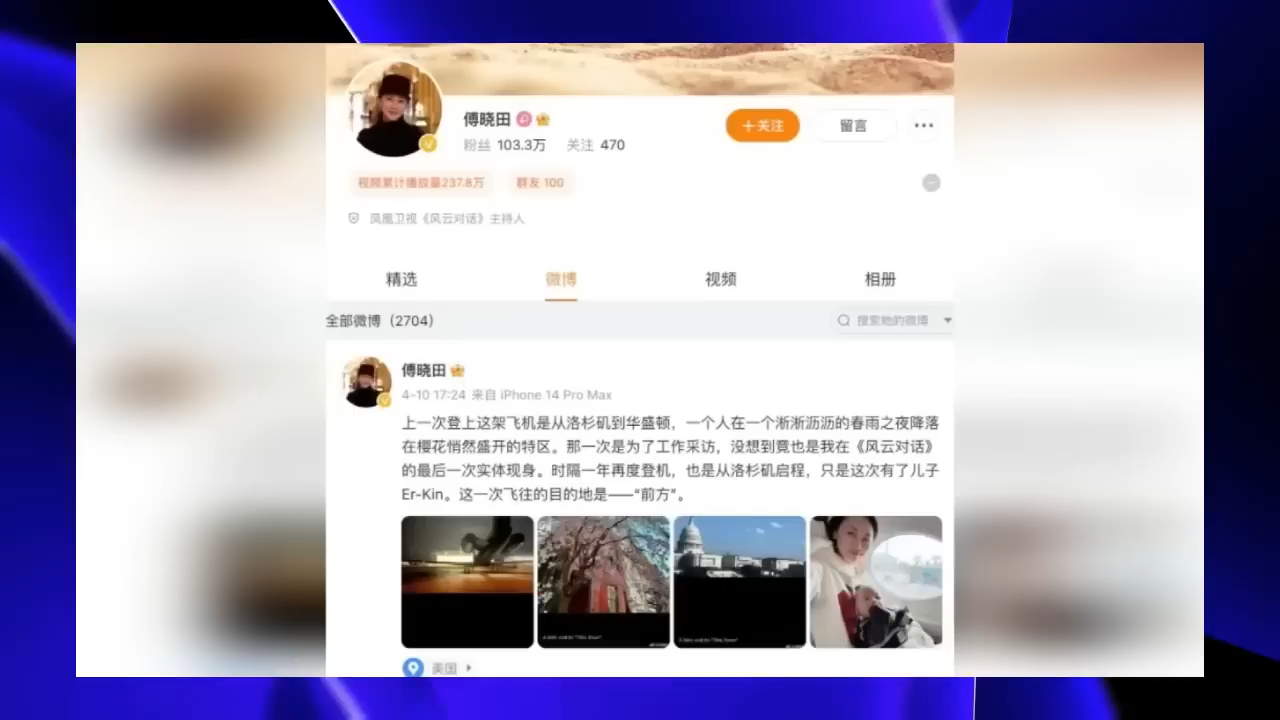 傅晓田
粉丝 103.3万 关注 470
+关注
留言
视频累计播放量237.8万 群友 100
凤凰卫视《风云对话》主持人
精选 微博 视频 相册
全部微博（2704）
搜索她的微博
傅晓田
4-10 17:24 来自 iPhone 14 Pro Max
上一次登上这架飞机是从洛杉矶到华盛顿，一个人在一个淅淅沥沥的春雨之夜降落
在樱花悄然盛开的特区。那一次是为了工作采访，没想到竟也是我在《风云对话》
的最后一次实体现身。时隔一年再度登机，也是从洛杉矶启程，只是这次有了儿子
Er-Kin。这一次飞往的目的地是——“前方”。
美国